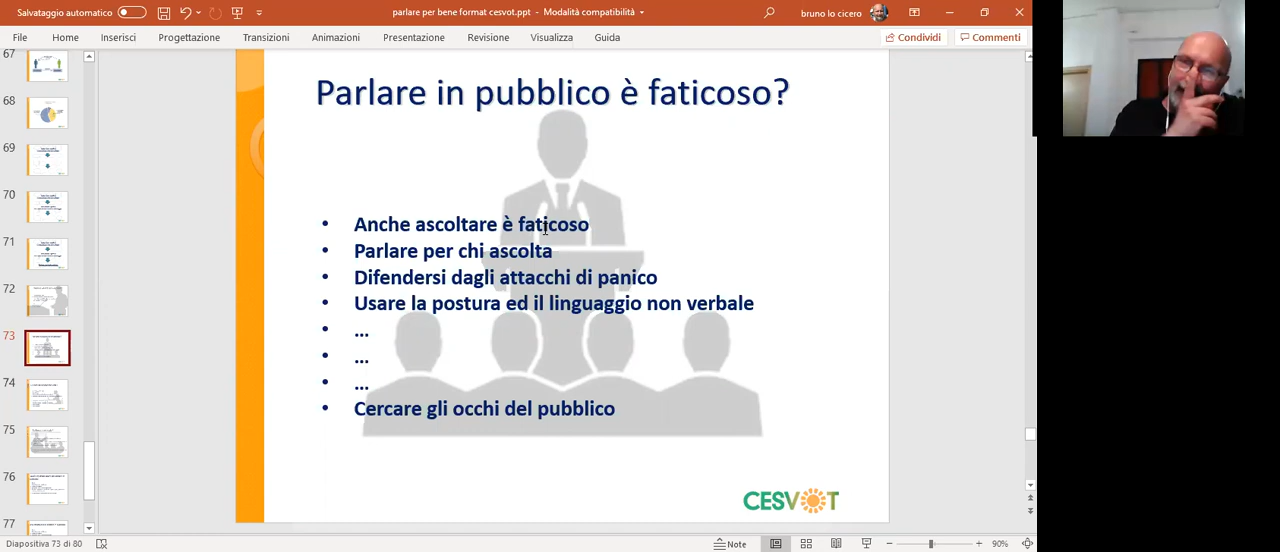 Salvataggio automatico
parlare per bene format cesvot.ppt - Modalità compatibilità
bruno lo cicero
File Home Inserisci Progettazione Transizioni Animazioni Presentazione Revisione Visualizza Guida
Condividi Commenti
67
68
69
70
71
72
73
74
75
76
77
Parlare in pubblico è faticoso?
• Anche ascoltare è faticoso
• Parlare per chi ascolta
• Difendersi dagli attacchi di panico
• Usare la postura ed il linguaggio non verbale
• ...
• ...
• ...
• Cercare gli occhi del pubblico
CESVOT
Diapositiva 73 di 80
Note
90%